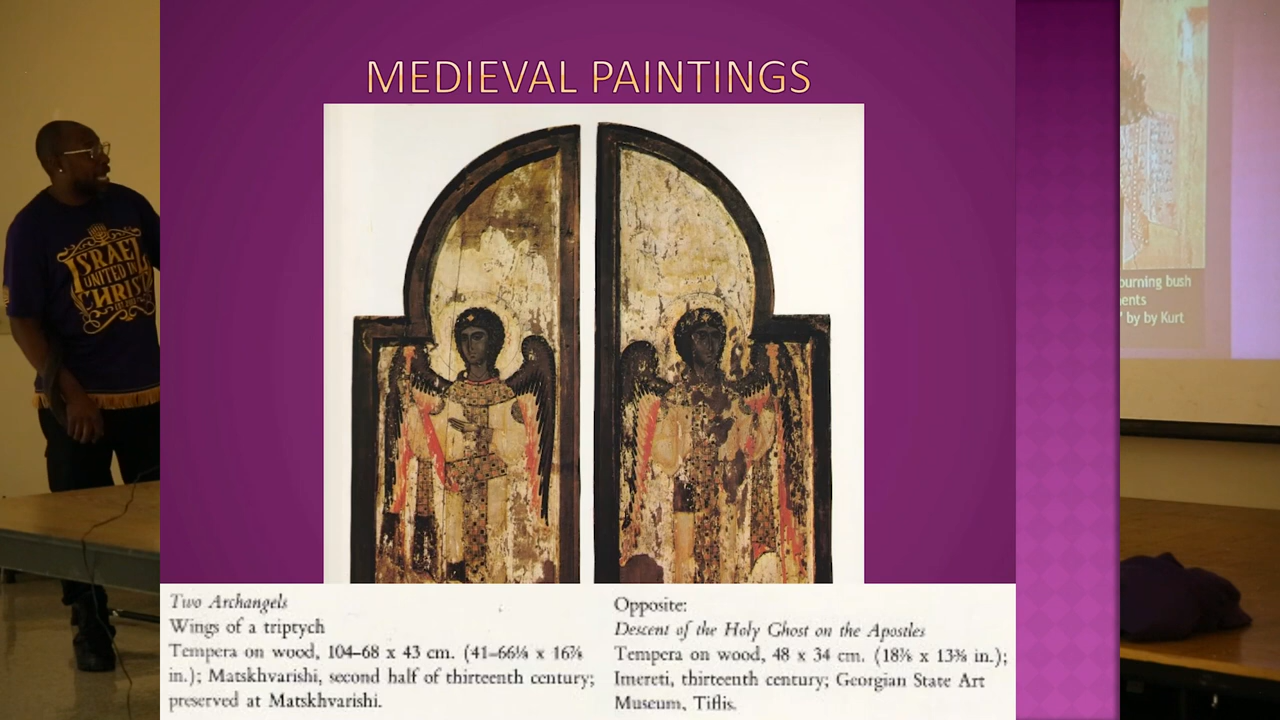 MEDIEVAL PAINTINGS
ISRAEL
UNITED IN
CHRIST
burning bush
" by by Kurt
Two Archangels
Wings of a triptych
Tempera on wood, 104–68 x 43 cm. (41–66⅛ x 16⅞
in.); Matskhvarishi, second half of thirteenth century;
preserved at Matskhvarishi.
Opposite:
Descent of the Holy Ghost on the Apostles
Tempera on wood, 48 x 34 cm. (18⅞ x 13⅜ in.);
Imereti, thirteenth century; Georgian State Art
Museum, Tiflis.